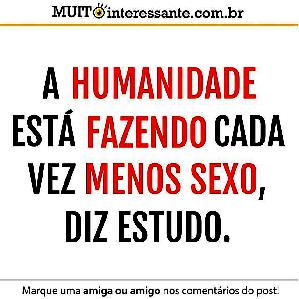 MUITOinteressante.com.br
A HUMANIDADE
ESTÁ FAZENDO CADA
VEZ MENOS SEXO,
DIZ ESTUDO.
Marque uma amiga ou amigo nos comentários do post!